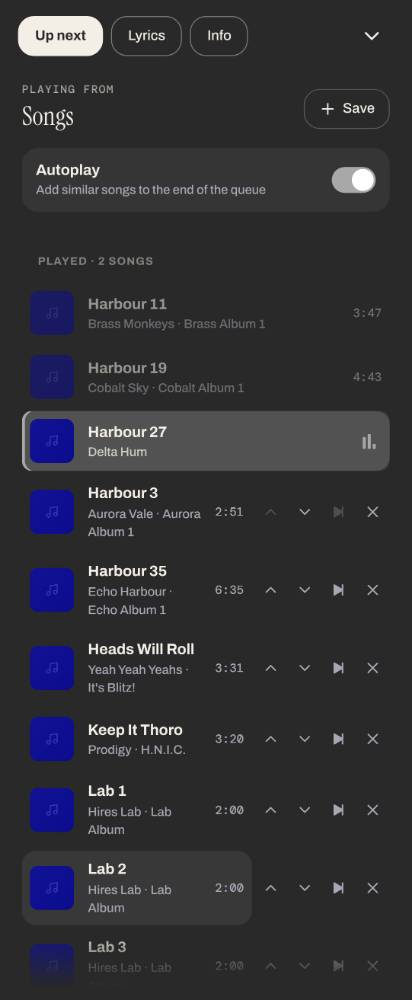 Up next
Lyrics
Info
PLAYING FROM
Songs
+ Save
Autoplay
Add similar songs to the end of the queue
PLAYED · 2 SONGS
Harbour 11
Brass Monkeys · Brass Album 1
3:47
Harbour 19
Cobalt Sky · Cobalt Album 1
4:43
Harbour 27
Delta Hum
Harbour 3
Aurora Vale · Aurora
Album 1
2:51
Harbour 35
Echo Harbour ·
Echo Album 1
6:35
Heads Will Roll
Yeah Yeah Yeahs ·
It's Blitz!
3:31
Keep It Thoro
Prodigy · H.N.I.C.
3:20
Lab 1
Hires Lab · Lab
Album
2:00
Lab 2
Hires Lab · Lab
Album
2:00
Lab 3
Hires Lab · Lab
2:00